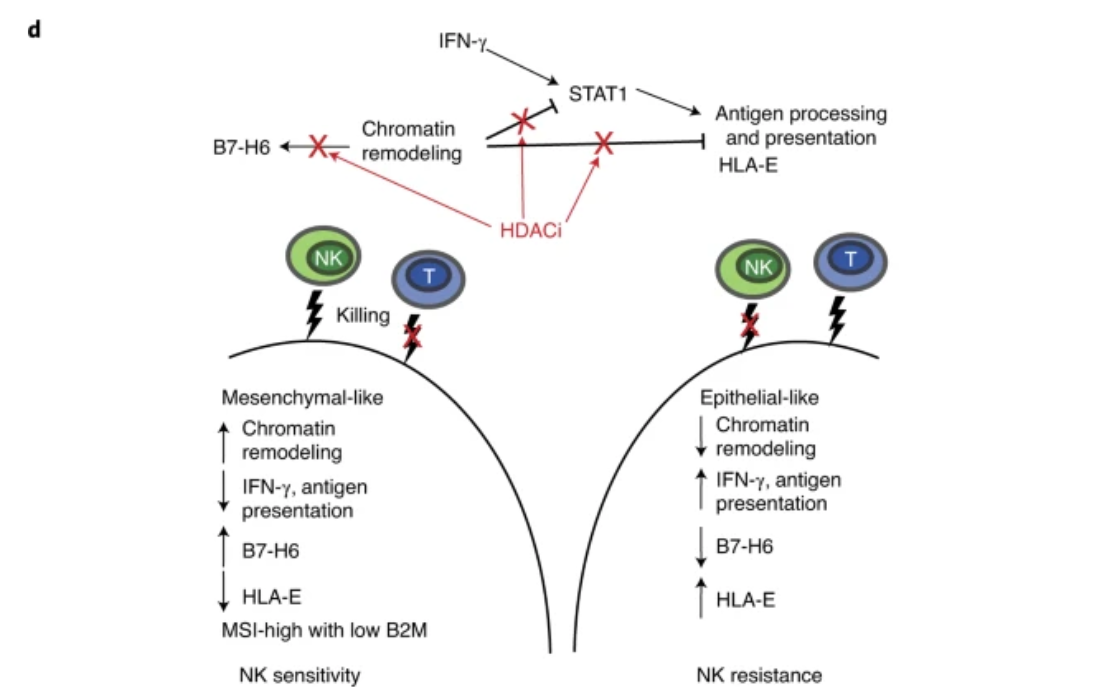 d
IFN-γ
STAT1
Antigen processing
and presentation
HLA-E
B7-H6
Chromatin
remodeling
HDACi
NK
T
Killing
NK
T
Mesenchymal-like
Chromatin
remodeling
IFN-γ, antigen
presentation
B7-H6
HLA-E
MSI-high with low B2M
NK sensitivity
Epithelial-like
Chromatin
remodeling
IFN-γ, antigen
presentation
B7-H6
HLA-E
NK resistance